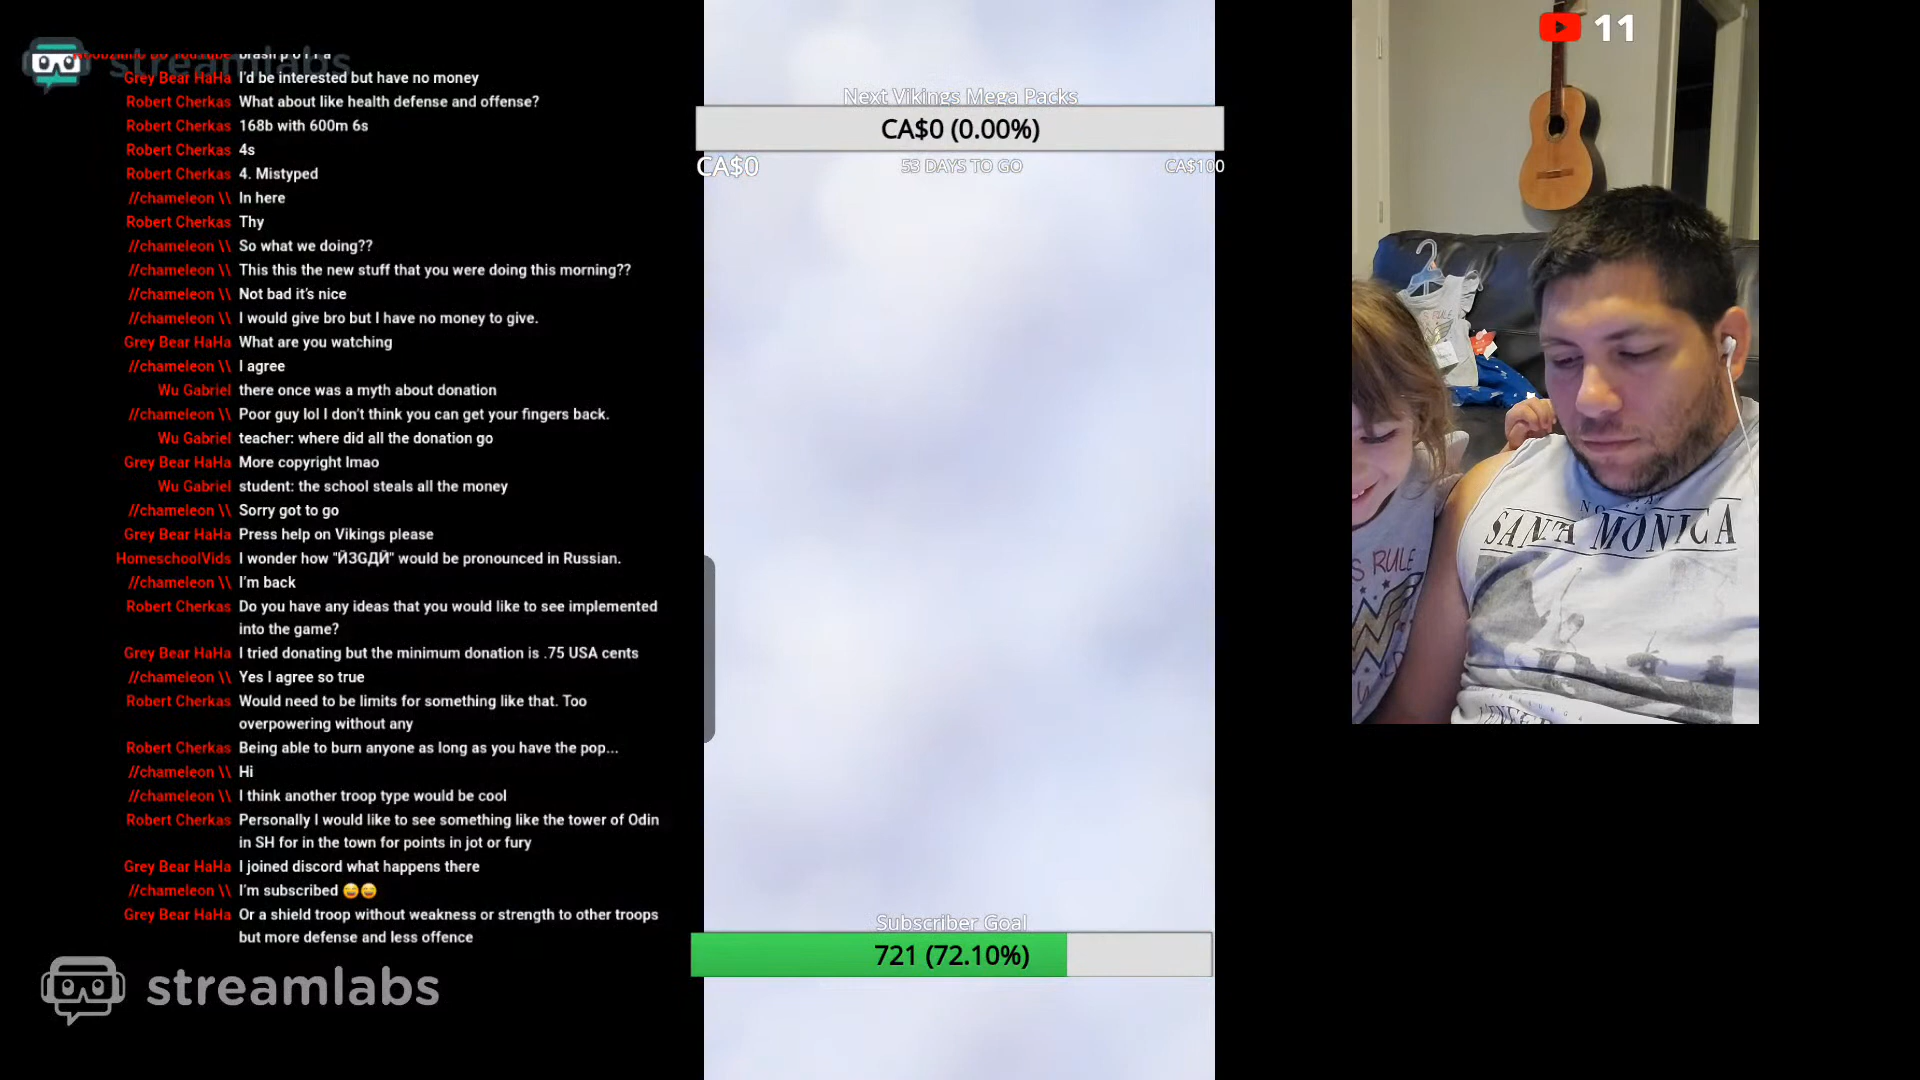 streamlabs
brasil p o r r a
Grey Bear HaHa I'd be interested but have no money
Robert Cherkas What about like health defense and offense?
Robert Cherkas 168b with 600m 6s
Robert Cherkas 4s
Robert Cherkas 4. Mistyped
//chameleon \\ In here
Robert Cherkas Thy
//chameleon \\ So what we doing??
//chameleon \\ This this the new stuff that you were doing this morning??
//chameleon \\ Not bad it's nice
//chameleon \\ I would give bro but I have no money to give.
Grey Bear HaHa What are you watching
//chameleon \\ I agree
Wu Gabriel there once was a myth about donation
//chameleon \\ Poor guy lol I don't think you can get your fingers back.
Wu Gabriel teacher: where did all the donation go
Grey Bear HaHa More copyright lmao
Wu Gabriel student: the school steals all the money
//chameleon \\ Sorry got to go
Grey Bear HaHa Press help on Vikings please
HomeschoolVids I wonder how "ЙЗGДЙ" would be pronounced in Russian.
//chameleon \\ I'm back
Robert Cherkas Do you have any ideas that you would like to see implemented
into the game?
Grey Bear HaHa I tried donating but the minimum donation is .75 USA cents
//chameleon \\ Yes I agree so true
Robert Cherkas Would need to be limits for something like that. Too
overpowering without any
Robert Cherkas Being able to burn anyone as long as you have the pop...
//chameleon \\ Hi
//chameleon \\ I think another troop type would be cool
Robert Cherkas Personally I would like to see something like the tower of Odin
in SH for in the town for points in jot or fury
Grey Bear HaHa I joined discord what happens there
//chameleon \\ I'm subscribed 😅😅
Grey Bear HaHa Or a shield troop without weakness or strength to other troops
but more defense and less offence
streamlabs
Next Vikings Mega Packs
CA$0 (0.00%)
CA$0 53 DAYS TO GO CA$100
Subscriber Goal
721 (72.10%)
11
SANTA MONICA
S RULE